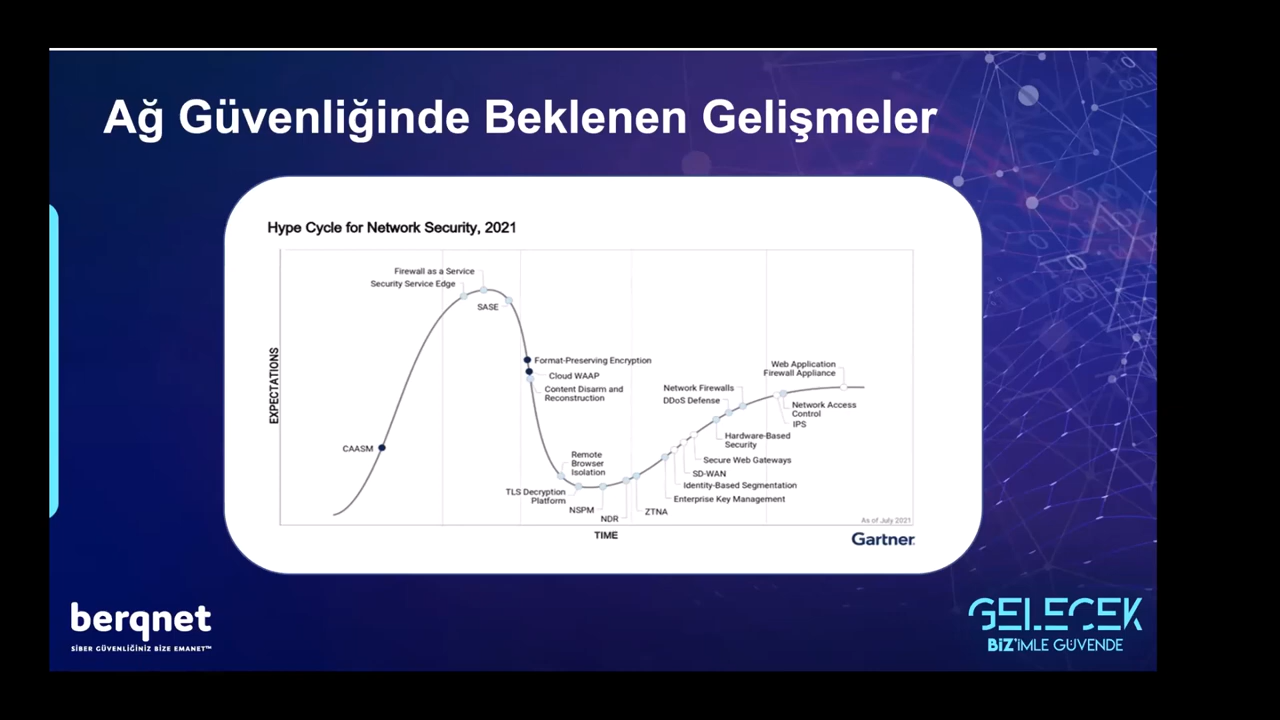 Ağ Güvenliğinde Beklenen Gelişmeler
Hype Cycle for Network Security, 2021
EXPECTATIONS
CAASM
Firewall as a Service
Security Service Edge
SASE
Format-Preserving Encryption
Cloud WAAP
Content Disarm and
Reconstruction
Remote
Browser
Isolation
TLS Decryption
Platform
NSPM
NDR
ZTNA
Enterprise Key Management
Identity-Based Segmentation
SD-WAN
Secure Web Gateways
Hardware-Based
Security
DDoS Defense
Network Firewalls
IPS
Network Access
Control
Web Application
Firewall Appliance
As of July 2021
TIME
Gartner
berqnet
SİBER GÜVENLİĞİNİZ BİZE EMANET™
GELECEK
BİZ'İMLE GÜVENDE